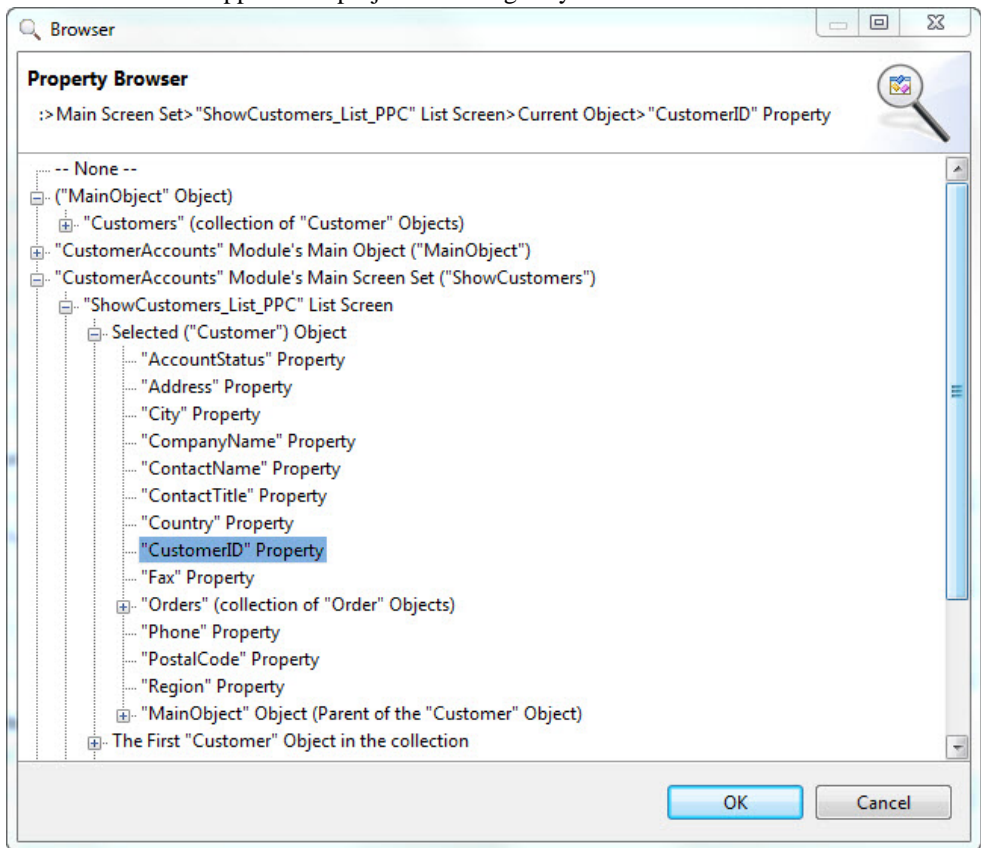 Browser
Property Browser
:>Main Screen Set>"ShowCustomers_List_PPC" List Screen>Current Object>"CustomerID" Property
-- None --
("MainObject" Object)
"Customers" (collection of "Customer" Objects)
"CustomerAccounts" Module's Main Object ("MainObject")
"CustomerAccounts" Module's Main Screen Set ("ShowCustomers")
"ShowCustomers_List_PPC" List Screen
Selected ("Customer") Object
"AccountStatus" Property
"Address" Property
"City" Property
"CompanyName" Property
"ContactName" Property
"ContactTitle" Property
"Country" Property
"CustomerID" Property
"Fax" Property
"Orders" (collection of "Order" Objects)
"Phone" Property
"PostalCode" Property
"Region" Property
"MainObject" Object (Parent of the "Customer" Object)
The First "Customer" Object in the collection
OK Cancel